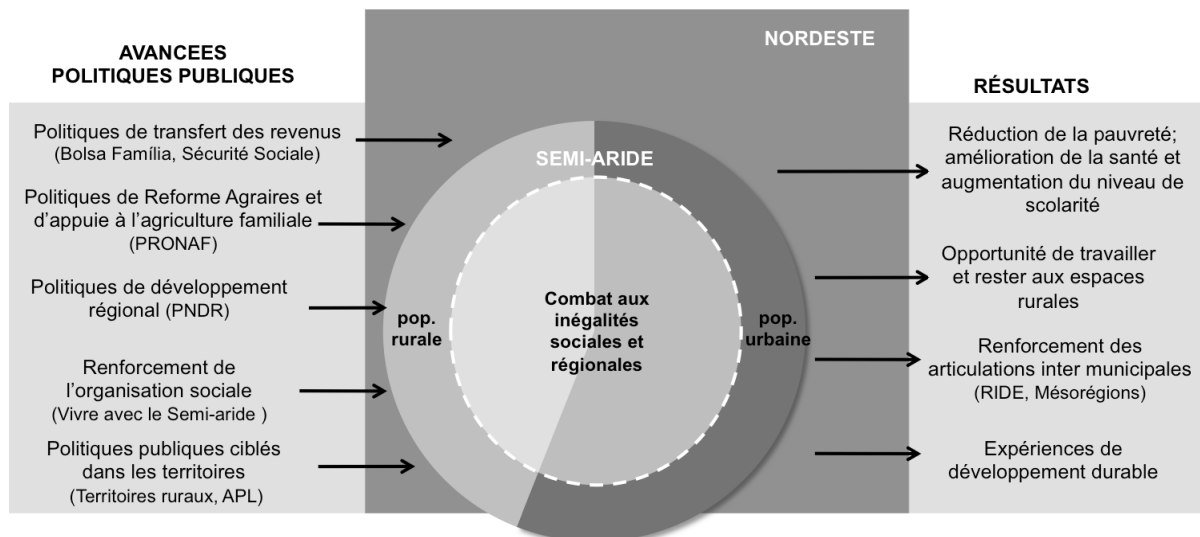 AVANCEES
POLITIQUES PUBLIQUES
Politiques de transfert des revenus
(Bolsa Família, Sécurité Sociale)
Politiques de Reforme Agraires et
d’appuie à l’agriculture familiale
(PRONAF)
Politiques de développement
régional (PNDR)
Renforcement de
l’organisation sociale
(Vivre avec le Semi-aride )
Politiques publiques ciblés
dans les territoires
(Territoires ruraux, APL)
NORDESTE
SEMI-ARIDE
pop.
rurale
Combat aux
inégalités
sociales et
régionales
pop.
urbaine
RÉSULTATS
Réduction de la pauvreté;
amélioration de la santé et
augmentation du niveau de
scolarité
Opportunité de travailler
et rester aux espaces
rurales
Renforcement des
articulations inter municipales
(RIDE, Mésorégions)
Expériences de
développement durable